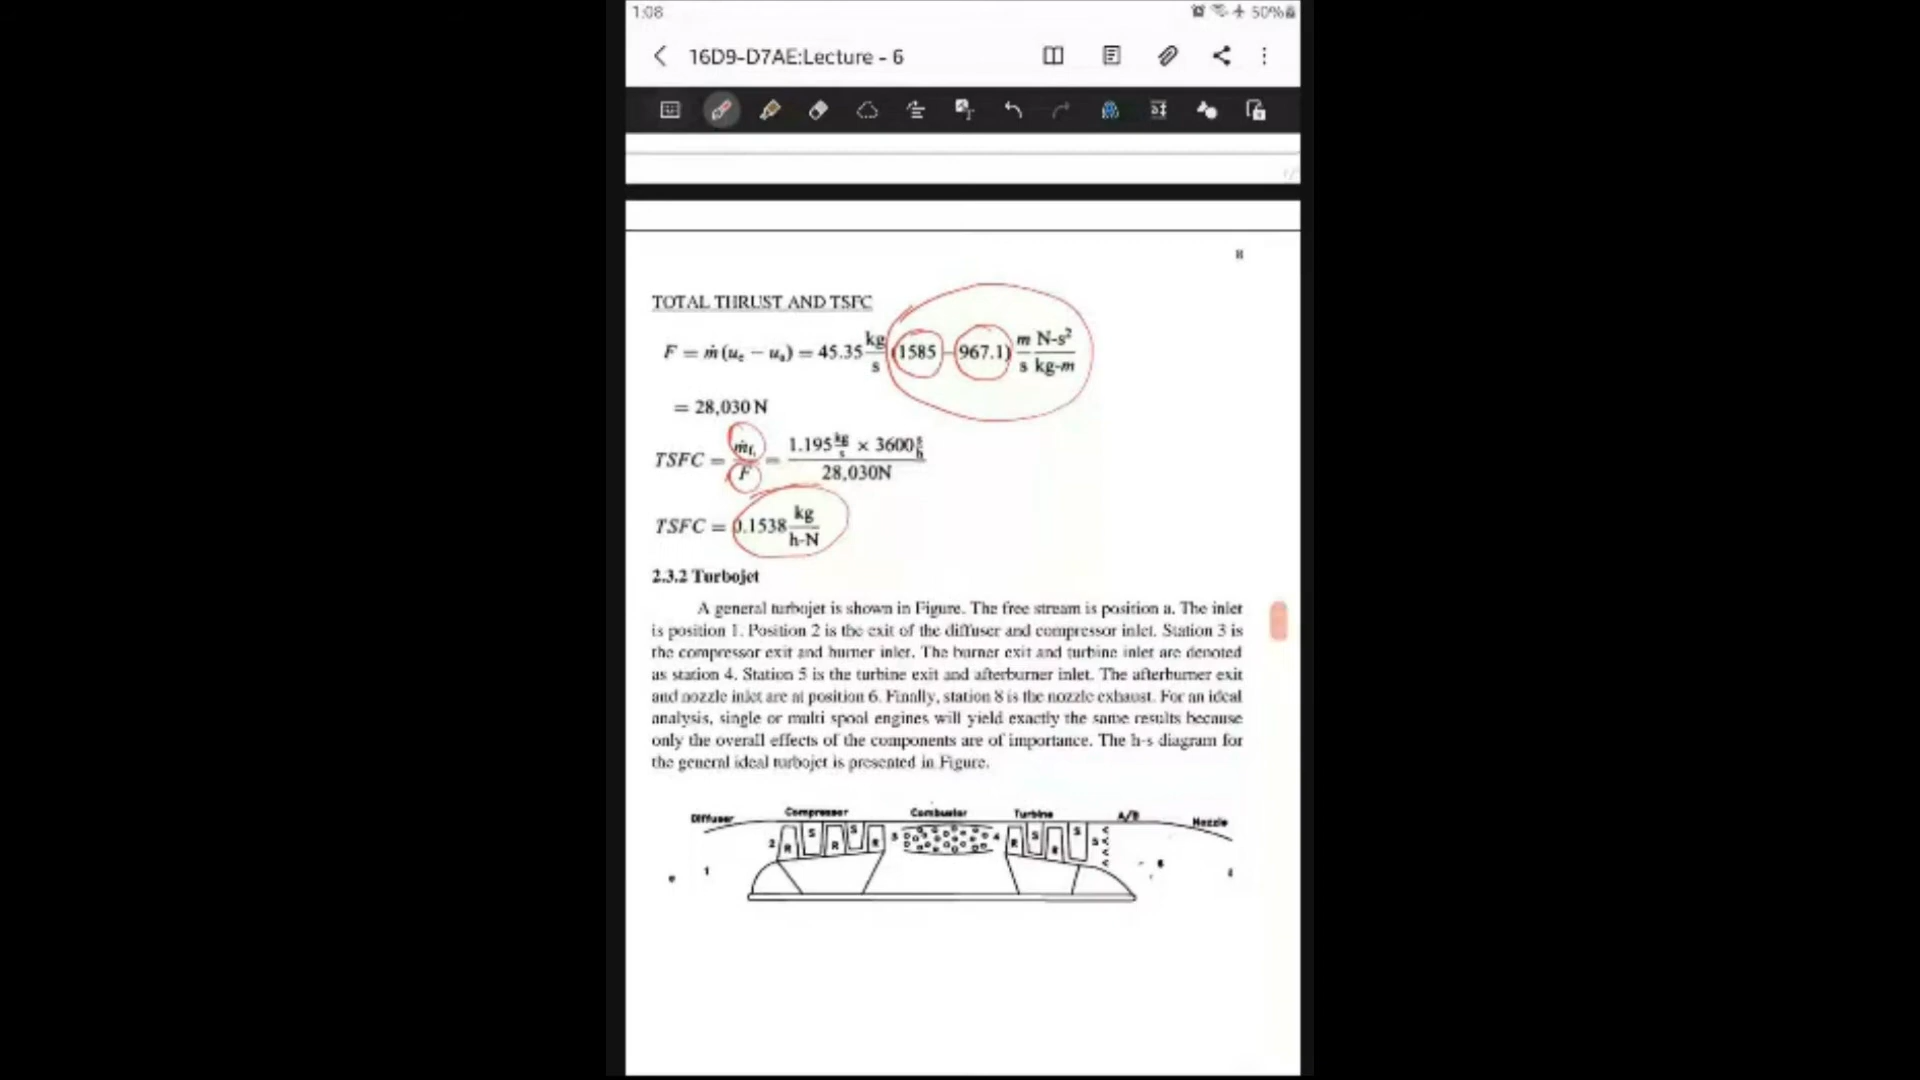 1:08
50%
16D9-D7AE:Lecture - 6
8
TOTAL THRUST AND TSFC
F = ṁ (uₑ − uₐ) = 45.35 kg/s (1585 − 967.1) m/s N-s²/kg-m
= 28,030 N
TSFC = ṁf/F = 1.195 kg/s × 3600 s/h / 28,030N
TSFC = 0.1538 kg/h-N
2.3.2 Turbojet
A general turbojet is shown in Figure. The free stream is position a. The inlet
is position 1. Position 2 is the exit of the diffuser and compressor inlet. Station 3 is
the compressor exit and burner inlet. The burner exit and turbine inlet are denoted
as station 4. Station 5 is the turbine exit and afterburner inlet. The afterburner exit
and nozzle inlet are at position 6. Finally, station 8 is the nozzle exhaust. For an ideal
analysis, single or multi spool engines will yield exactly the same results because
only the overall effects of the components are of importance. The h-s diagram for
the general ideal turbojet is presented in Figure.
Diffuser Compressor Combustor Turbine A/B Nozzle
1 2 R S R S R 3 4 R S R S 5 6